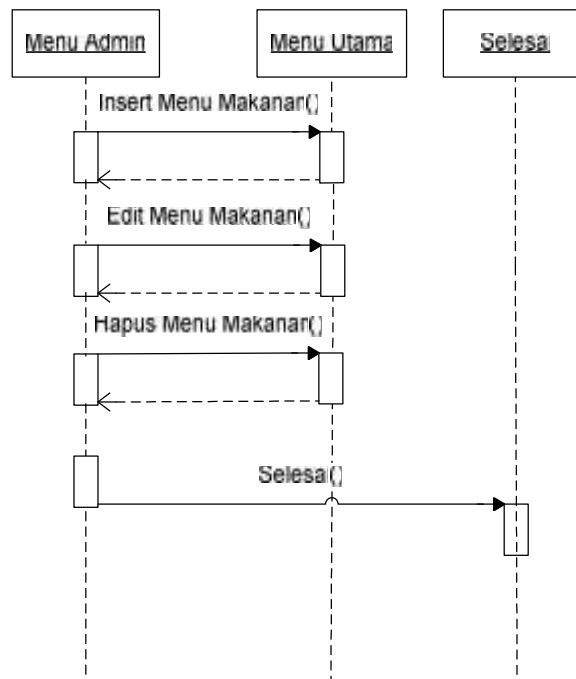 Menu Admin
Menu Utama
Selesai
Insert Menu Makanan()
Edit Menu Makanan()
Hapus Menu Makanan()
Selesai()